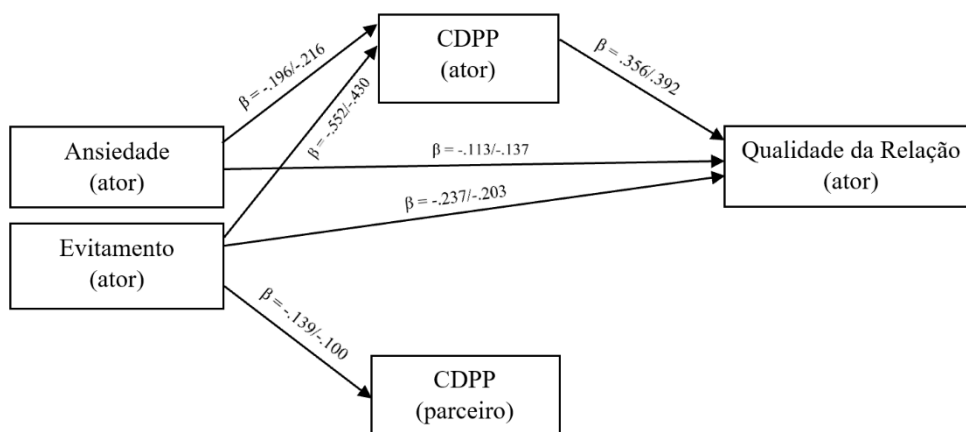 CDPP
(ator)
β = -.196/-.216
β = -,552/-.430
β = .356/.392
Ansiedade
(ator)
β = -.113/-.137
Qualidade da Relação
(ator)
β = -.237/-.203
Evitamento
(ator)
β = -.139/-.100
CDPP
(parceiro)